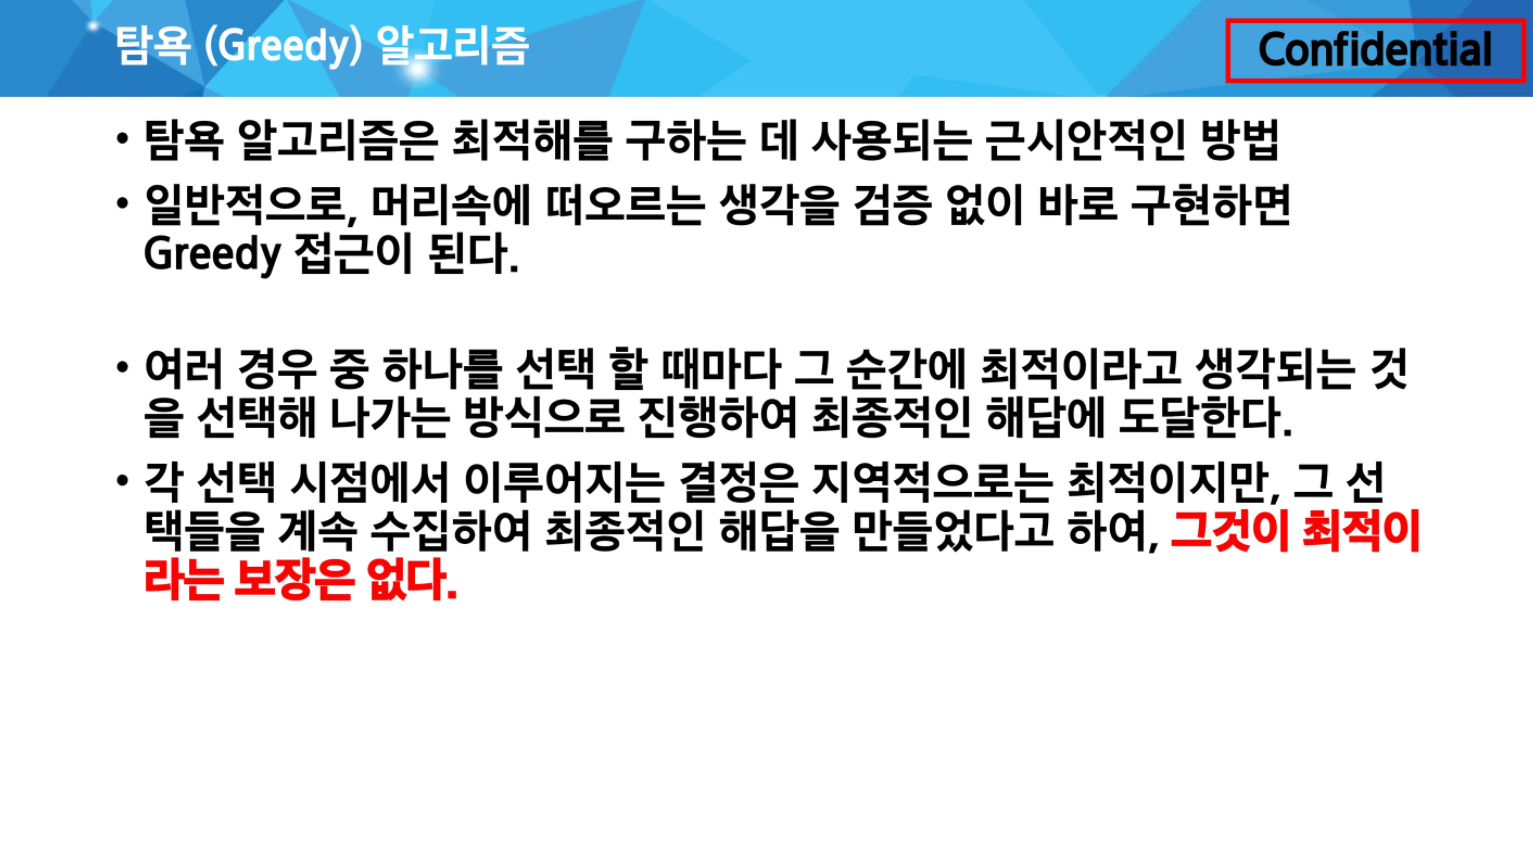 탐욕 (Greedy) 알고리즘
Confidential
• 탐욕 알고리즘은 최적해를 구하는 데 사용되는 근시안적인 방법
• 일반적으로, 머리속에 떠오르는 생각을 검증 없이 바로 구현하면
Greedy 접근이 된다.
• 여러 경우 중 하나를 선택 할 때마다 그 순간에 최적이라고 생각되는 것
을 선택해 나가는 방식으로 진행하여 최종적인 해답에 도달한다.
• 각 선택 시점에서 이루어지는 결정은 지역적으로는 최적이지만, 그 선
택들을 계속 수집하여 최종적인 해답을 만들었다고 하여, 그것이 최적이
라는 보장은 없다.